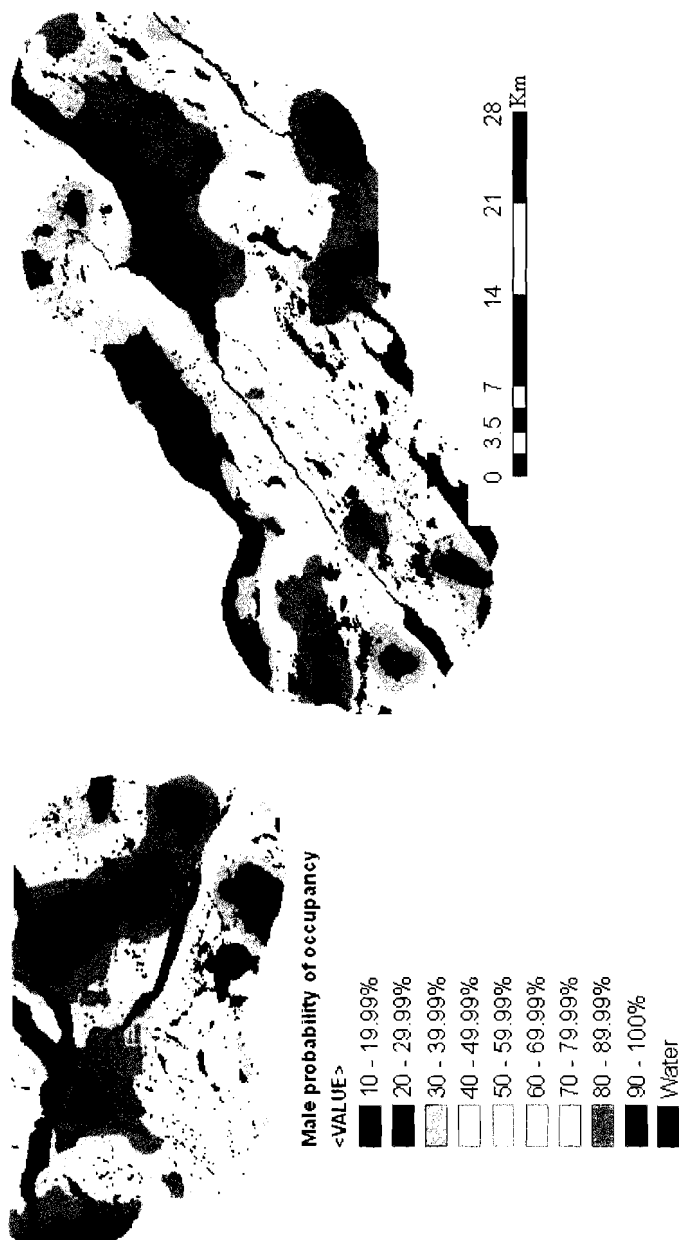 Male probability of occupancy
<VALUE>
10 - 19.99%
20 - 29.99%
30 - 39.99%
40 - 49.99%
50 - 59.99%
60 - 69.99%
70 - 79.99%
80 - 89.99%
90 - 100%
Water
0 3.5 7 14 21 28
Km